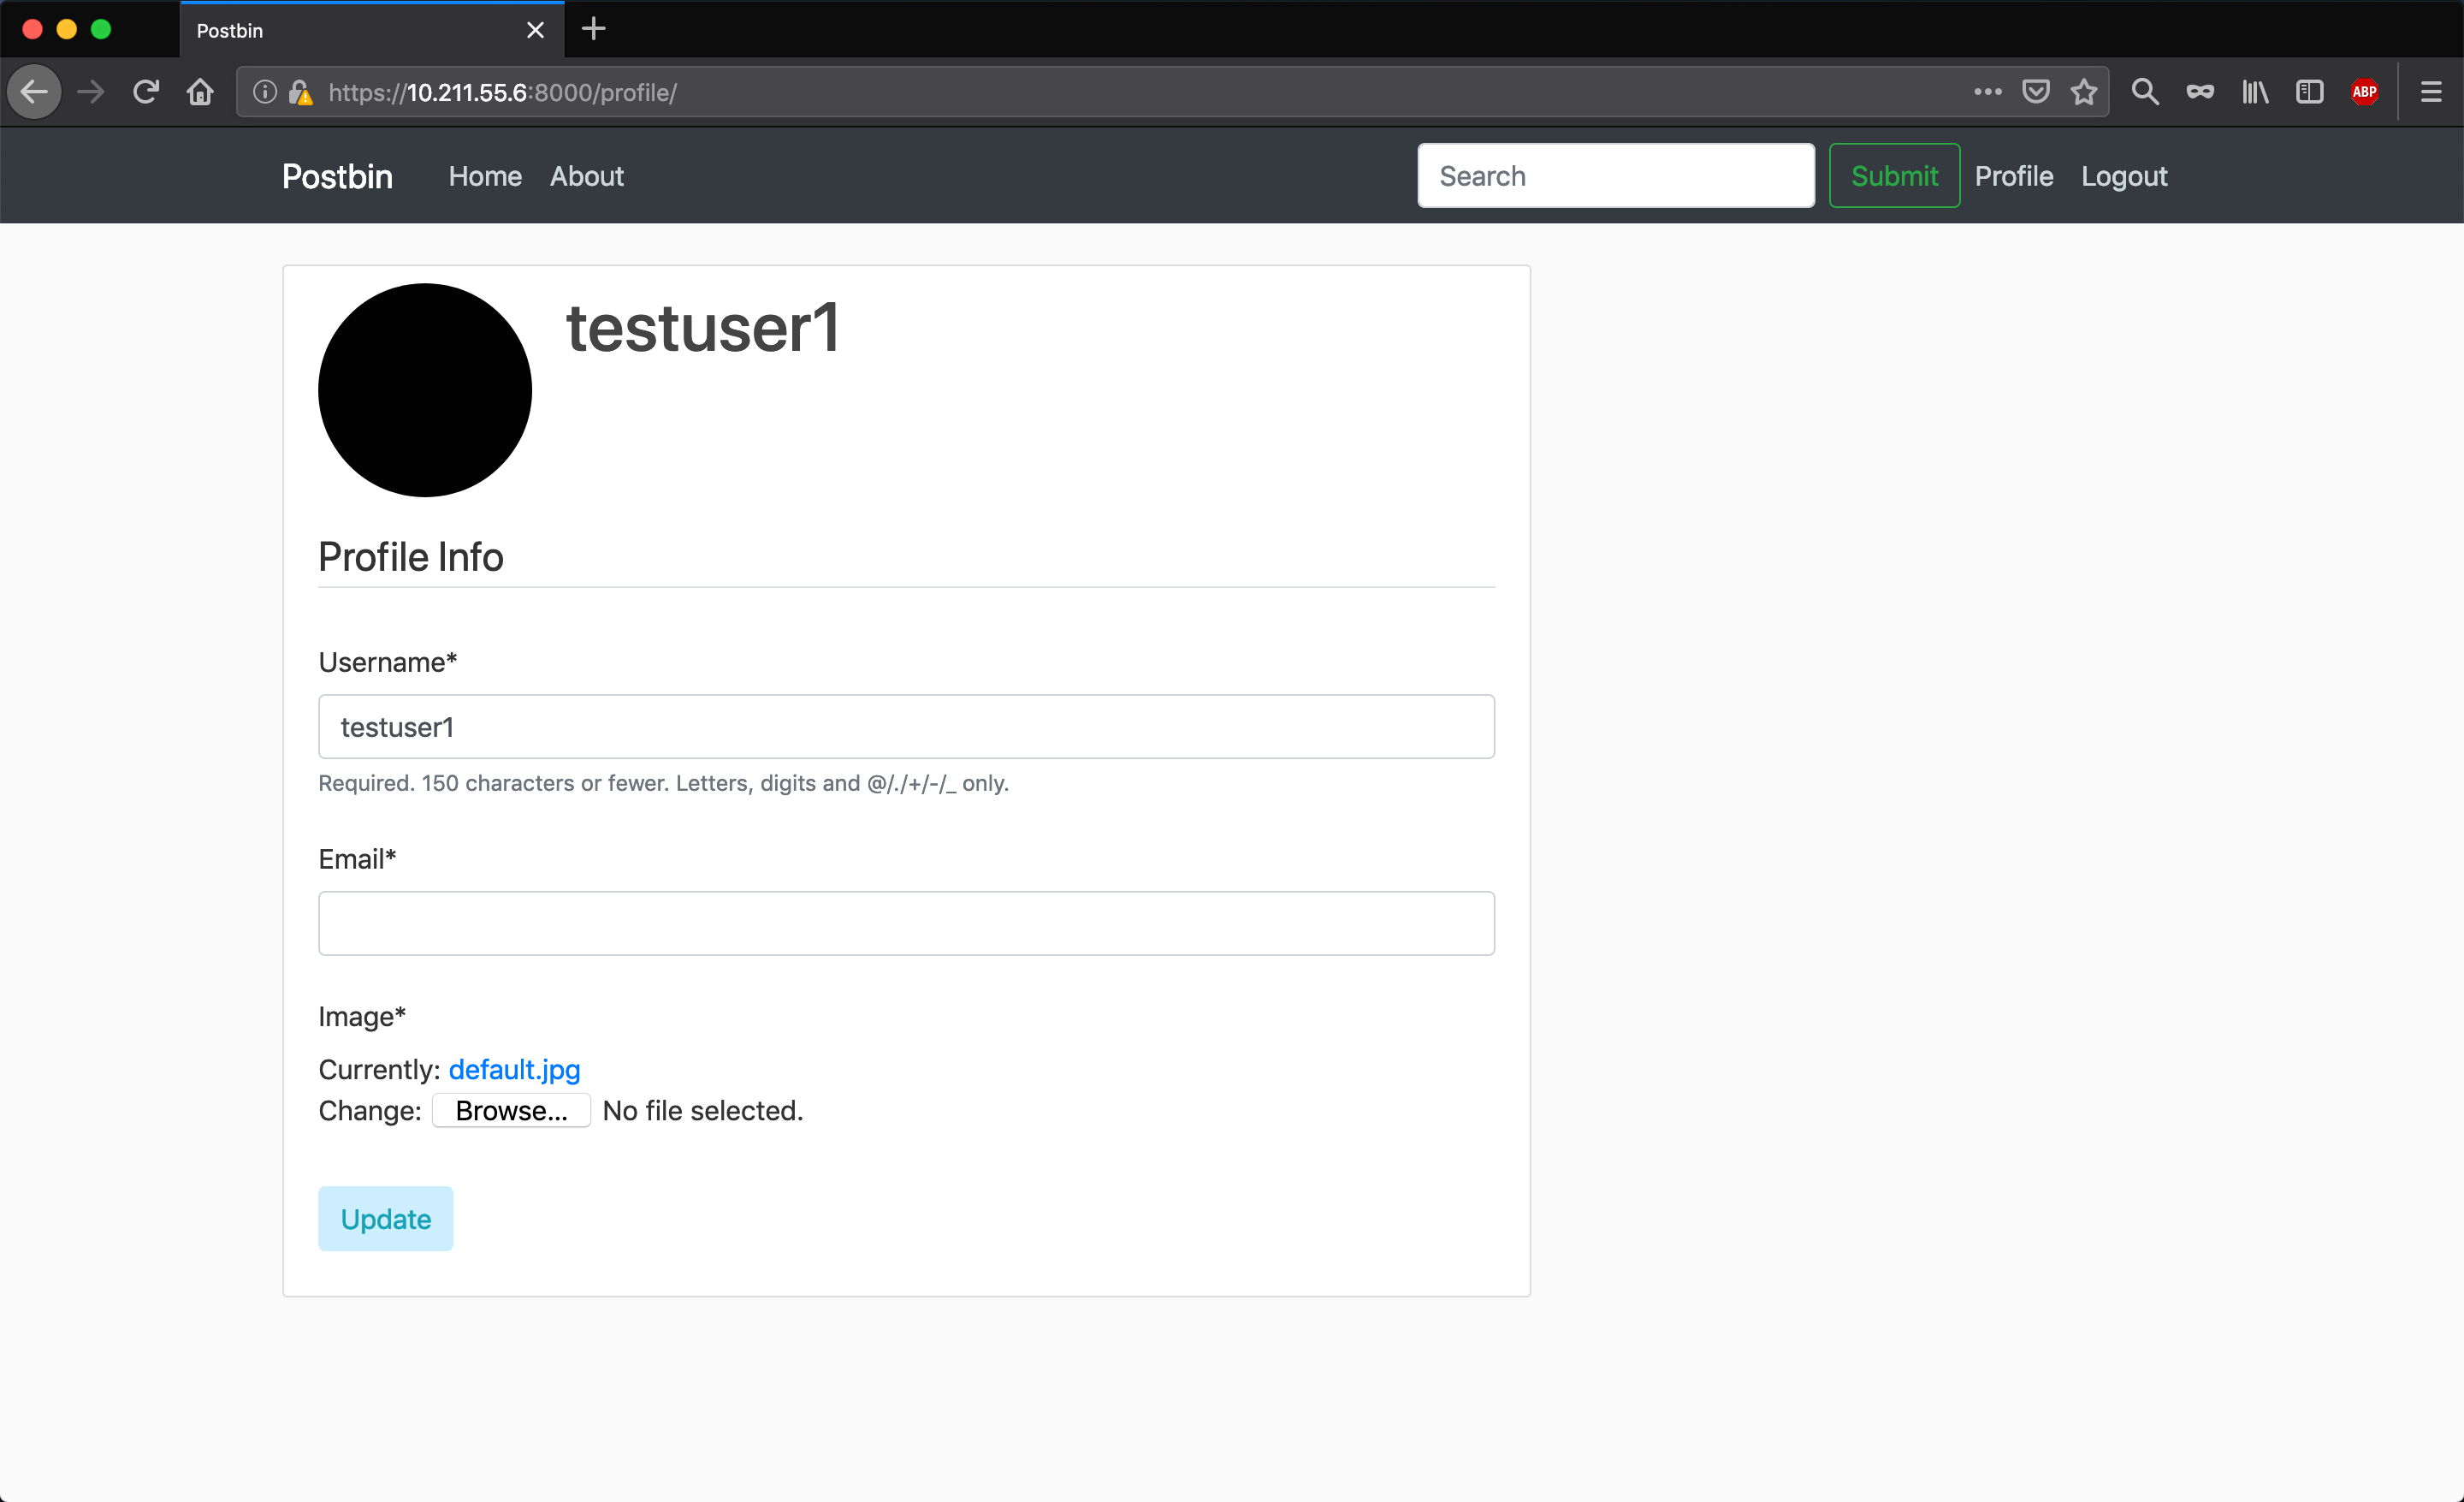 Postbin
https://10.211.55.6:8000/profile/
ABP
Postbin Home About Search Submit Profile Logout
testuser1
Profile Info
Username*
testuser1
Required. 150 characters or fewer. Letters, digits and @/./+/-/_ only.
Email*
Image*
Currently: default.jpg
Change: Browse... No file selected.
Update